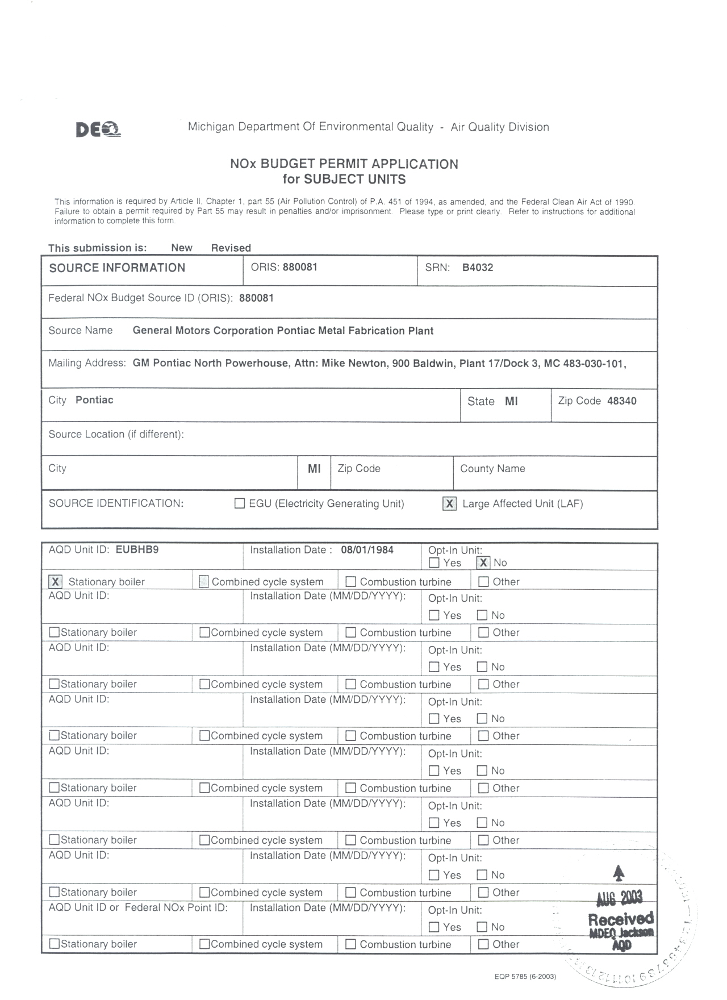 DEQ
Michigan Department Of Environmental Quality - Air Quality Division
NOx BUDGET PERMIT APPLICATION
for SUBJECT UNITS
This information is required by Article II, Chapter 1, part 55 (Air Pollution Control) of P.A. 451 of 1994, as amended, and the Federal Clean Air Act of 1990.
Failure to obtain a permit required by Part 55 may result in penalties and/or imprisonment. Please type or print clearly. Refer to instructions for additional
information to complete this form.
This submission is: New Revised
SOURCE INFORMATION ORIS: 880081 SRN: B4032
Federal NOx Budget Source ID (ORIS): 880081
Source Name General Motors Corporation Pontiac Metal Fabrication Plant
Mailing Address: GM Pontiac North Powerhouse, Attn: Mike Newton, 900 Baldwin, Plant 17/Dock 3, MC 483-030-101,
City Pontiac State MI Zip Code 48340
Source Location (if different):
City MI Zip Code County Name
SOURCE IDENTIFICATION: EGU (Electricity Generating Unit) X Large Affected Unit (LAF)
AQD Unit ID: EUBHB9 Installation Date : 08/01/1984 Opt-In Unit:
Yes X No
X Stationary boiler Combined cycle system Combustion turbine Other
AQD Unit ID: Installation Date (MM/DD/YYYY): Opt-In Unit:
Yes No
Stationary boiler Combined cycle system Combustion turbine Other
AQD Unit ID: Installation Date (MM/DD/YYYY): Opt-In Unit:
Yes No
Stationary boiler Combined cycle system Combustion turbine Other
AQD Unit ID: Installation Date (MM/DD/YYYY): Opt-In Unit:
Yes No
Stationary boiler Combined cycle system Combustion turbine Other
AQD Unit ID: Installation Date (MM/DD/YYYY): Opt-In Unit:
Yes No
Stationary boiler Combined cycle system Combustion turbine Other
AQD Unit ID: Installation Date (MM/DD/YYYY): Opt-In Unit:
Yes No
Stationary boiler Combined cycle system Combustion turbine Other
AQD Unit ID: Installation Date (MM/DD/YYYY): Opt-In Unit:
Yes No
Stationary boiler Combined cycle system Combustion turbine Other
AQD Unit ID or Federal NOx Point ID: Installation Date (MM/DD/YYYY): Opt-In Unit:
Yes No
Stationary boiler Combined cycle system Combustion turbine Other
AUG 2003
Received
MDEQ Jackson
AQD
EQP 5785 (6-2003)